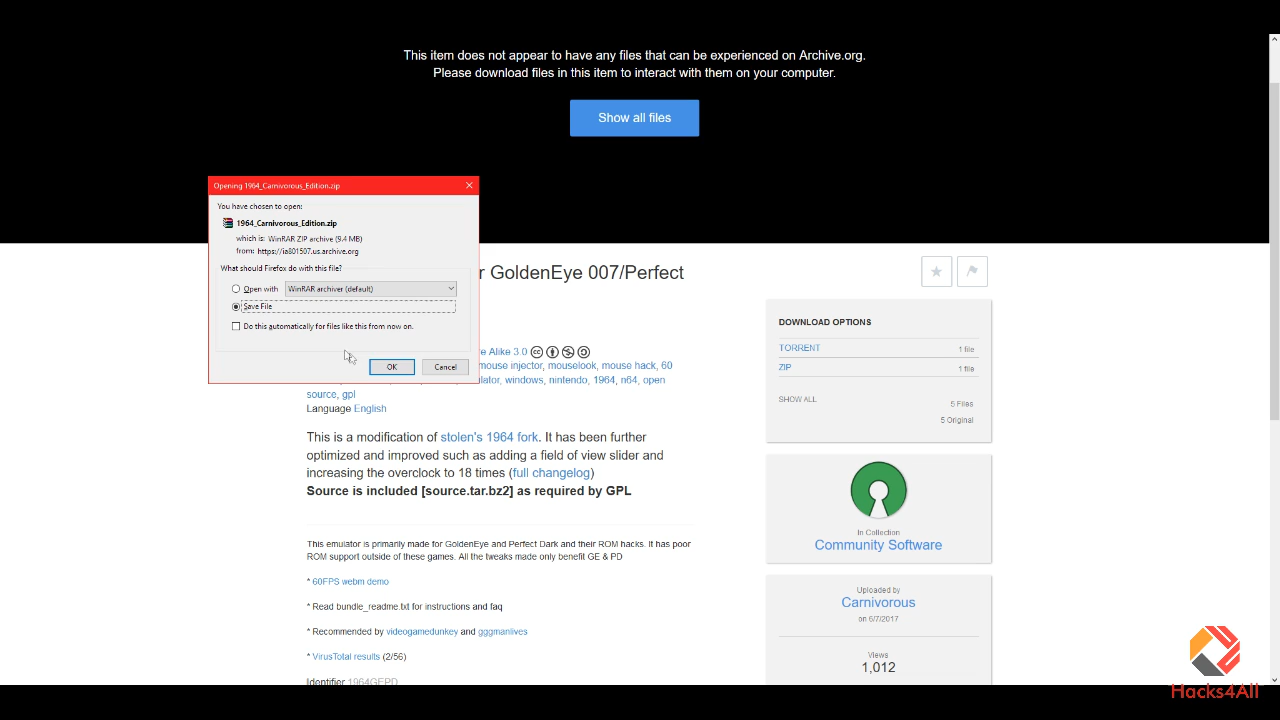 This item does not appear to have any files that can be experienced on Archive.org.
Please download files in this item to interact with them on your computer.
Show all files
Opening 1964_Carnivorous_Edition.zip
You have chosen to open:
1964_Carnivorous_Edition.zip
which is: WinRAR ZIP archive (9.4 MB)
from: https://ia801507.us.archive.org
What should Firefox do with this file?
Open with WinRAR archiver (default)
Save File
Do this automatically for files like this from now on.
OK Cancel
r GoldenEye 007/Perfect
e Alike 3.0
mouse injector, mouselook, mouse hack, 60
ulator, windows, nintendo, 1964, n64, open
source, gpl
Language English
This is a modification of stolen's 1964 fork. It has been further
optimized and improved such as adding a field of view slider and
increasing the overclock to 18 times (full changelog)
Source is included [source.tar.bz2] as required by GPL
This emulator is primarily made for GoldenEye and Perfect Dark and their ROM hacks. It has poor
ROM support outside of these games. All the tweaks made only benefit GE & PD
* 60FPS webm demo
* Read bundle_readme.txt for instructions and faq
* Recommended by videogamedunkey and gggmanlives
* VirusTotal results (2/56)
Identifier 1964GEPD
DOWNLOAD OPTIONS
TORRENT 1 file
ZIP 1 file
SHOW ALL 5 Files
5 Original
In Collection
Community Software
Uploaded by
Carnivorous
on 6/7/2017
Views
1,012
Hacks4All